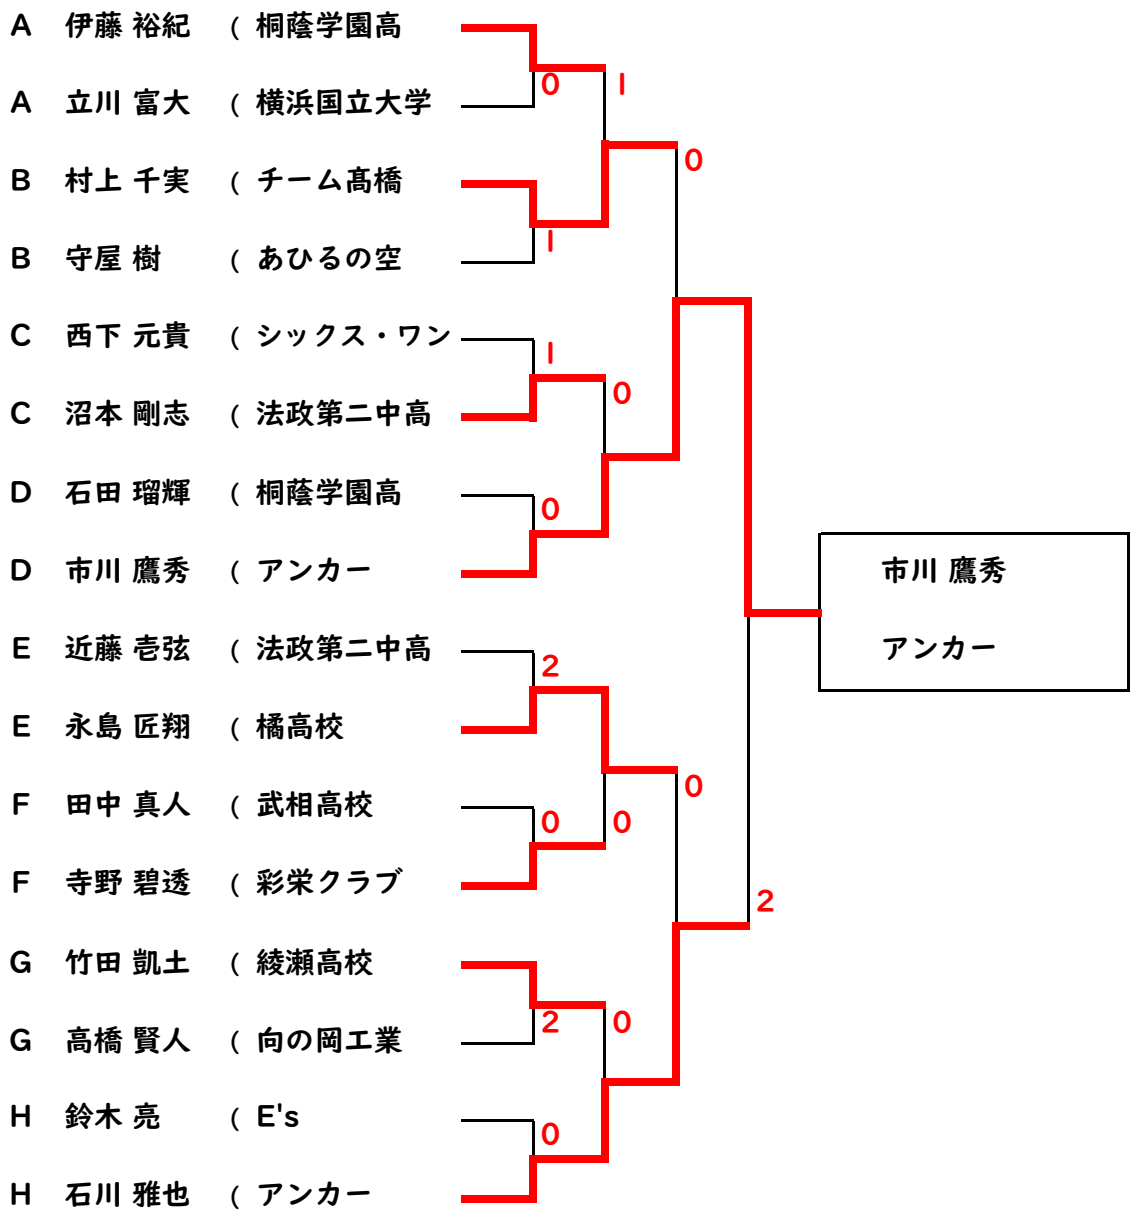 A 伊藤 裕紀 ( 桐蔭学園高
0 1
A 立川 富大 ( 横浜国立大学
0
B 村上 千実 ( チーム髙橋
1
B 守屋 樹 ( あひるの空
C 西下 元貴 ( シックス・ワン
1
0
C 沼本 剛志 ( 法政第二中高
D 石田 瑠輝 ( 桐蔭学園高
0
D 市川 鷹秀 ( アンカー
市川 鷹秀
アンカー
E 近藤 壱弦 ( 法政第二中高
2
E 永島 匠翔 ( 橘高校
0
F 田中 真人 ( 武相高校
0 0
F 寺野 碧透 ( 彩栄クラブ
2
G 竹田 凱土 ( 綾瀬高校
2 0
G 高橋 賢人 ( 向の岡工業
H 鈴木 亮 ( E's
0
H 石川 雅也 ( アンカー